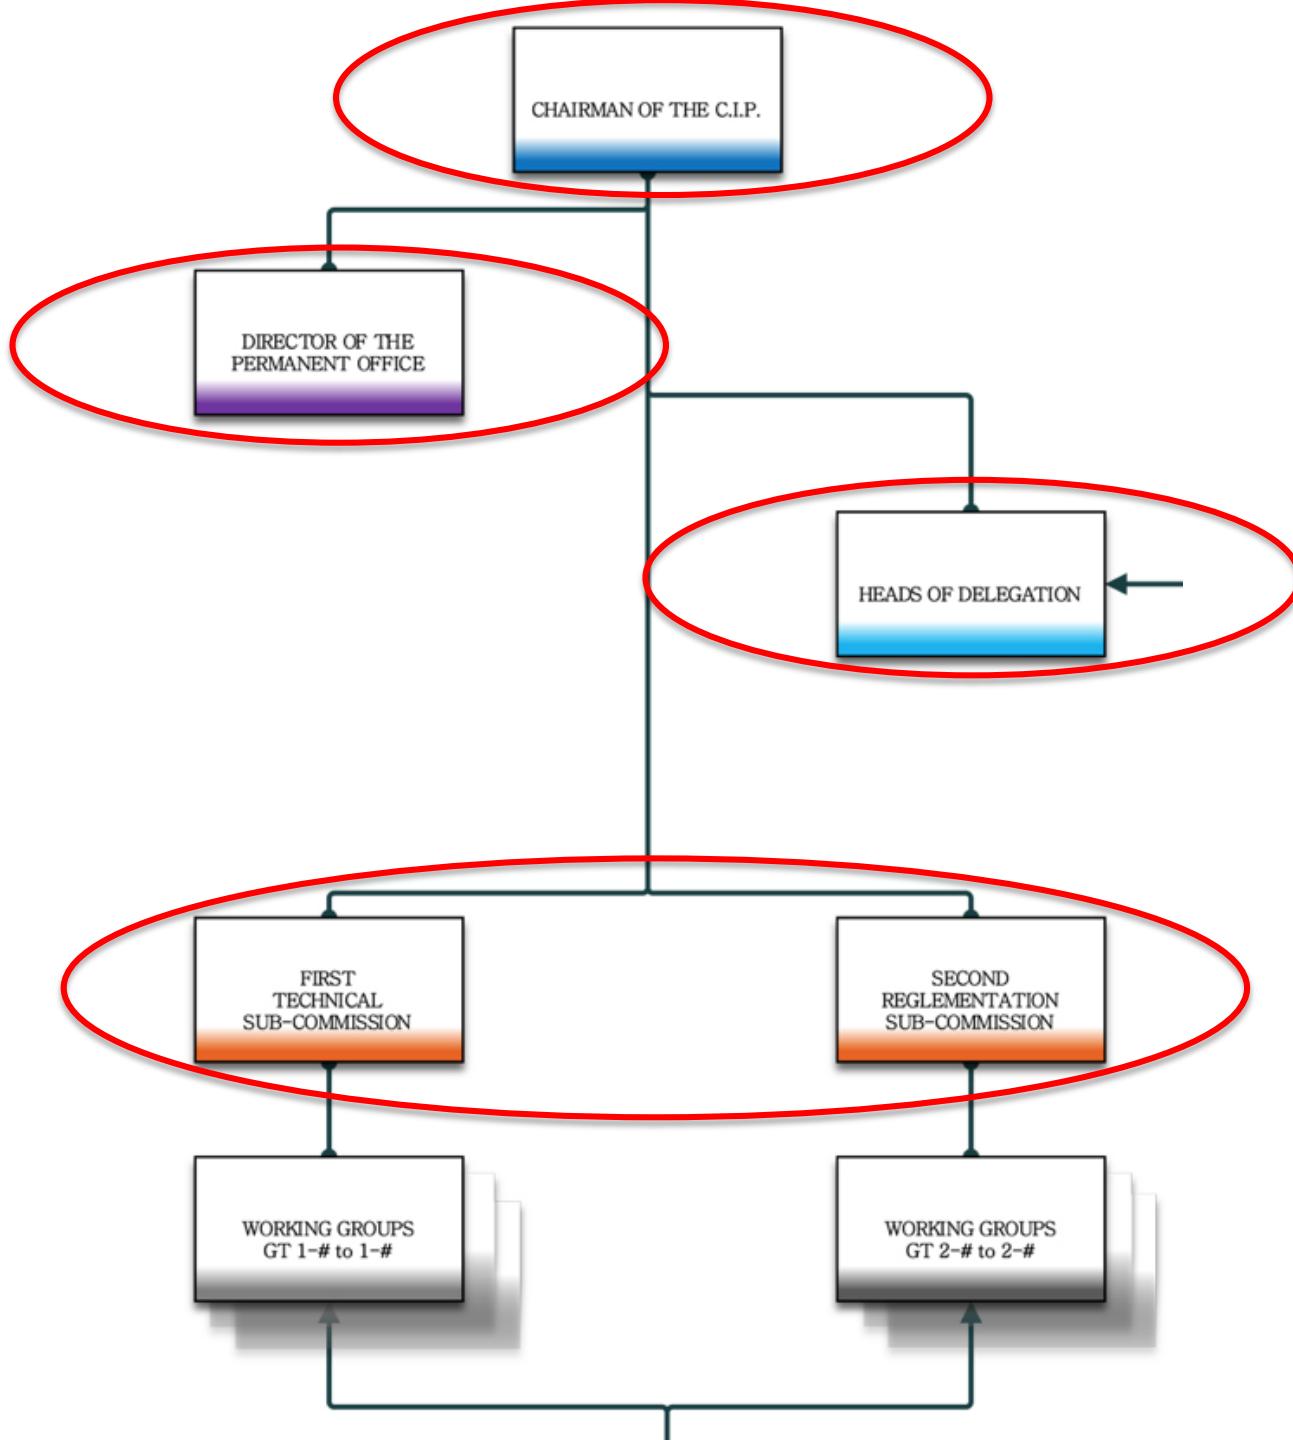 CHAIRMAN OF THE C.I.P.
DIRECTOR OF THE
PERMANENT OFFICE
HEADS OF DELEGATION
FIRST
TECHNICAL
SUB-COMMISSION
SECOND
REGLEMENTATION
SUB-COMMISSION
WORKING GROUPS
GT 1-# to 1-#
WORKING GROUPS
GT 2-# to 2-#